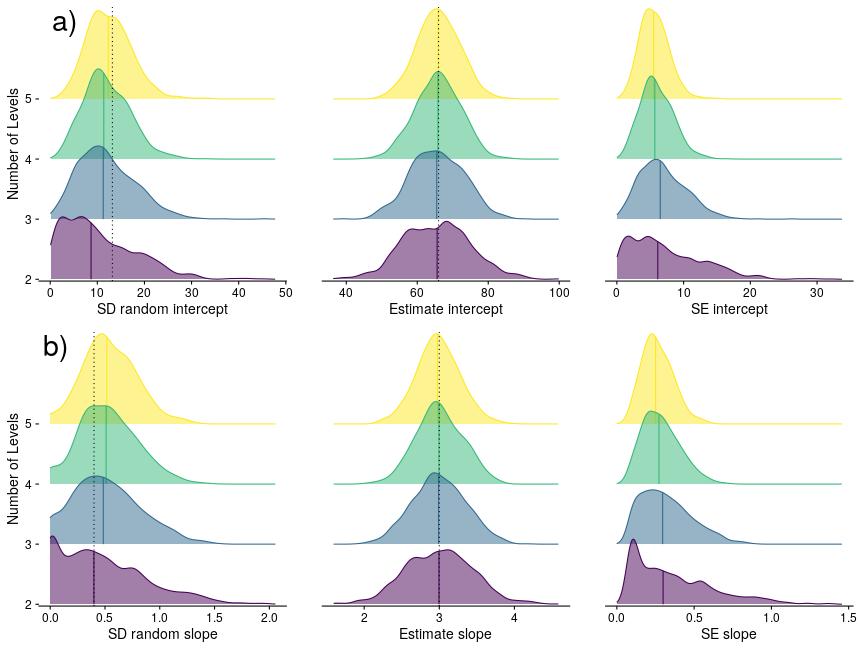 a)
Number of Levels
5
4
3
2
0 10 20 30 40 50
SD random intercept
40 60 80 100
Estimate intercept
0 10 20 30
SE intercept
b)
Number of Levels
5
4
3
2
0.0 0.5 1.0 1.5 2.0
SD random slope
2 3 4
Estimate slope
0.0 0.5 1.0 1.5
SE slope